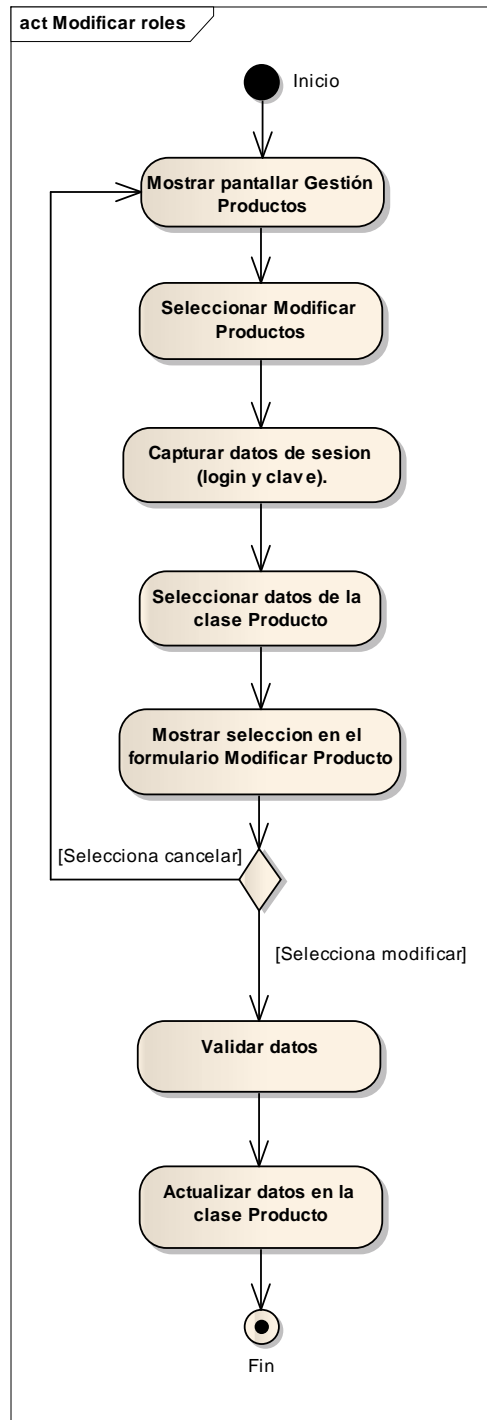 act Modificar roles
Inicio
Mostrar pantallar Gestión
Productos
Seleccionar Modificar
Productos
Capturar datos de sesion
(login y clave).
Seleccionar datos de la
clase Producto
Mostrar seleccion en el
formulario Modificar Producto
[Selecciona cancelar]
[Selecciona modificar]
Validar datos
Actualizar datos en la
clase Producto
Fin